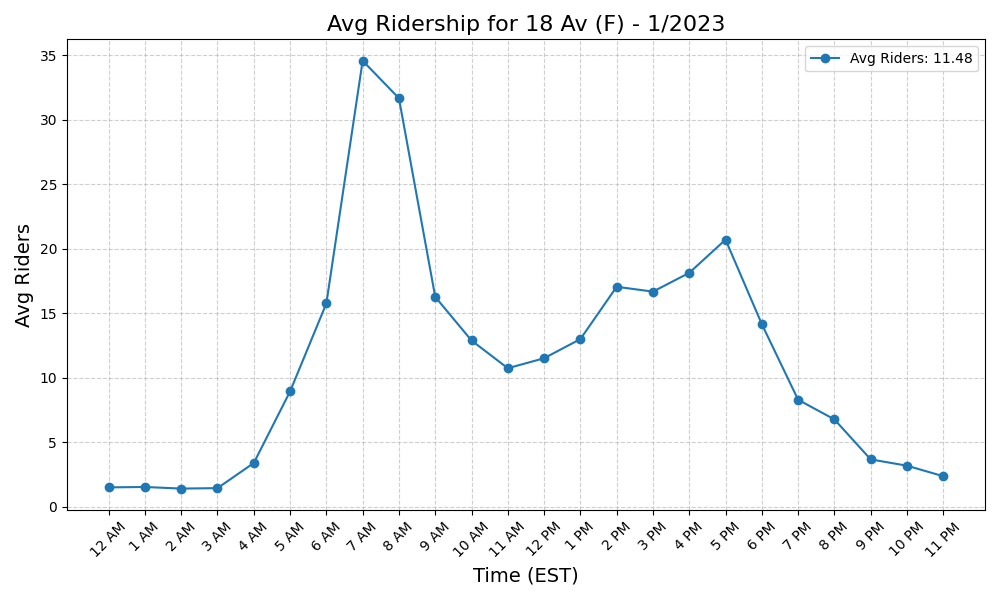 Avg Ridership for 18 Av (F) - 1/2023
Avg Riders: 11.48
Avg Riders
35
30
25
20
15
10
5
0
12 AM
1 AM
2 AM
3 AM
4 AM
5 AM
6 AM
7 AM
8 AM
9 AM
10 AM
11 AM
12 PM
1 PM
2 PM
3 PM
4 PM
5 PM
6 PM
7 PM
8 PM
9 PM
10 PM
11 PM
Time (EST)